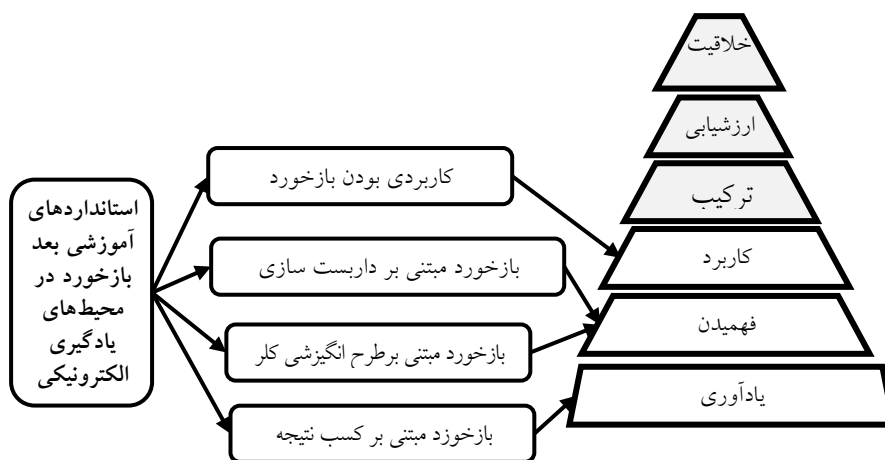 خلاقیت
ارزشیابی
ترکیب
کاربرد
فهمیدن
یادآوری
کاربردی بودن بازخورد
بازخورد مبتنی بر داربست سازی
بازخورد مبتنی برطرح انگیزشی کلر
بازخوزد مبتنی بر کسب نتیجه
استانداردهای
آموزشی بعد
بازخورد در
محیط‌های
یادگیری
الکترونیکی